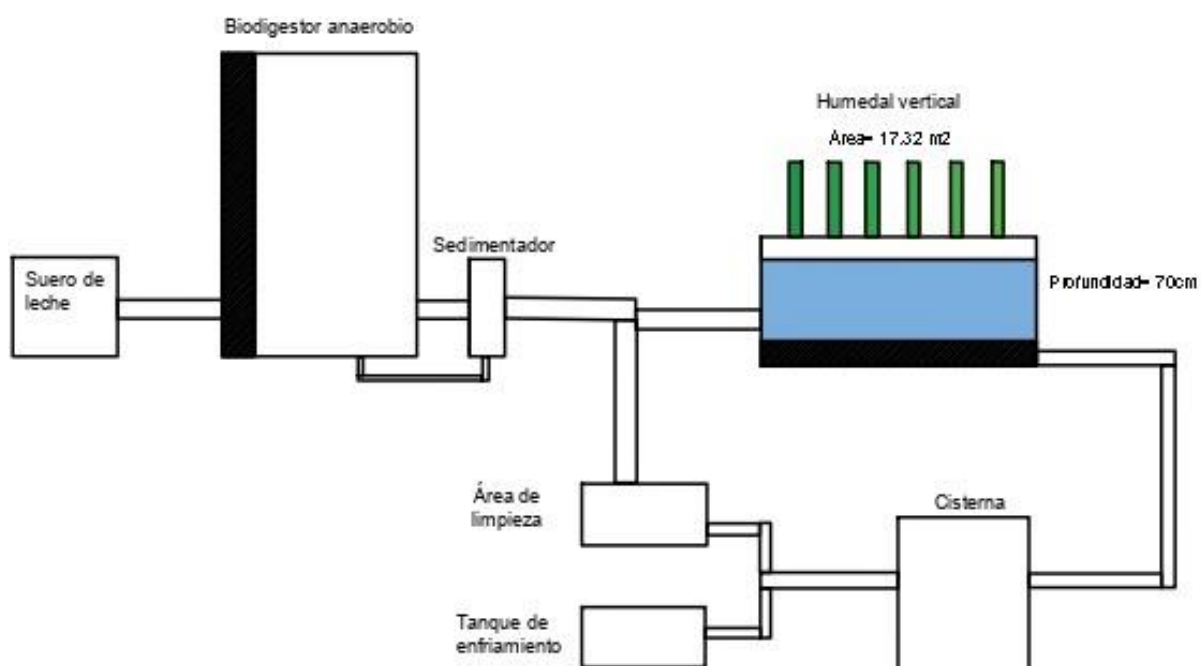 Biodigestor anaerobio
Humedal vertical
Área= 17.32 m2
Sedimentador
Suero de
leche
Profundidad= 70cm
Área de
limpieza
Cisterna
Tanque de
enfriamiento